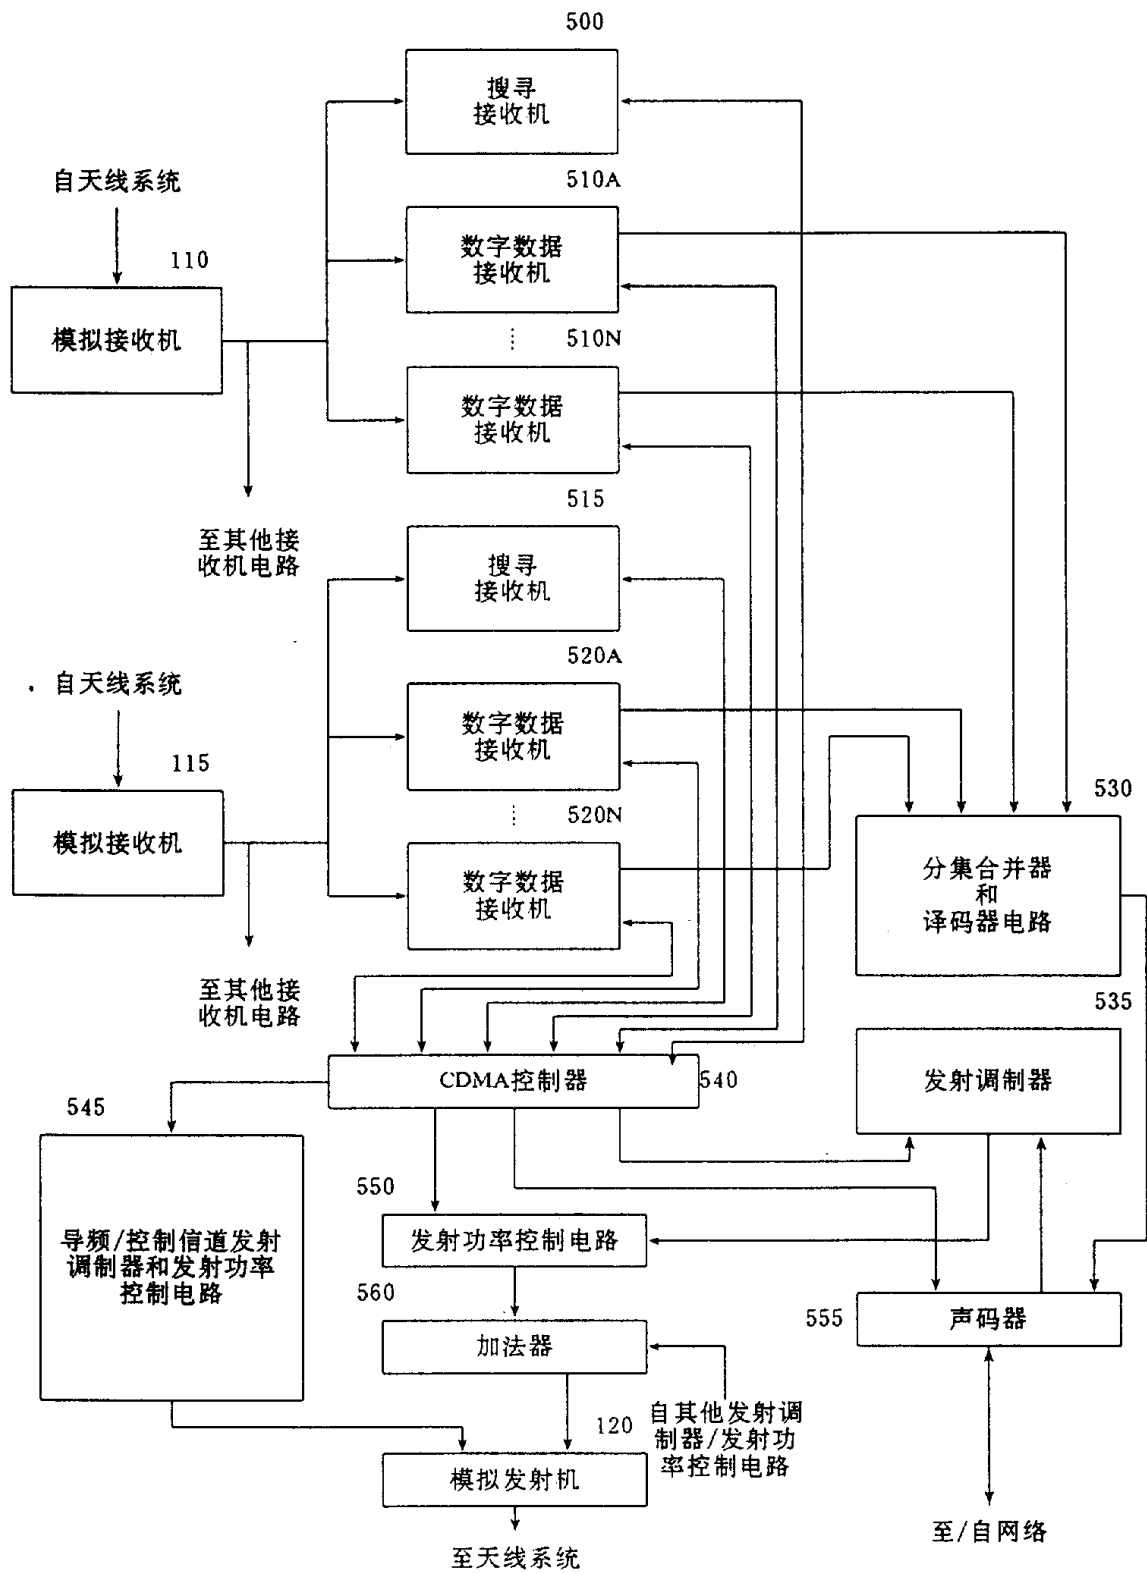 500
搜寻
接收机
自天线系统
510A
110
数字数据
接收机
模拟接收机
510N
数字数据
接收机
515
至其他接
收机电路
搜寻
接收机
520A
自天线系统
数字数据
接收机
115
520N
530
模拟接收机
数字数据
接收机
分集合并器
和
译码器电路
至其他接
收机电路
535
CDMA控制器
540
发射调制器
545
550
导频/控制信道发射
调制器和发射功率
控制电路
发射功率控制电路
560
555
声码器
加法器
120
自其他发射调
制器/发射功
率控制电路
模拟发射机
至/自网络
至天线系统